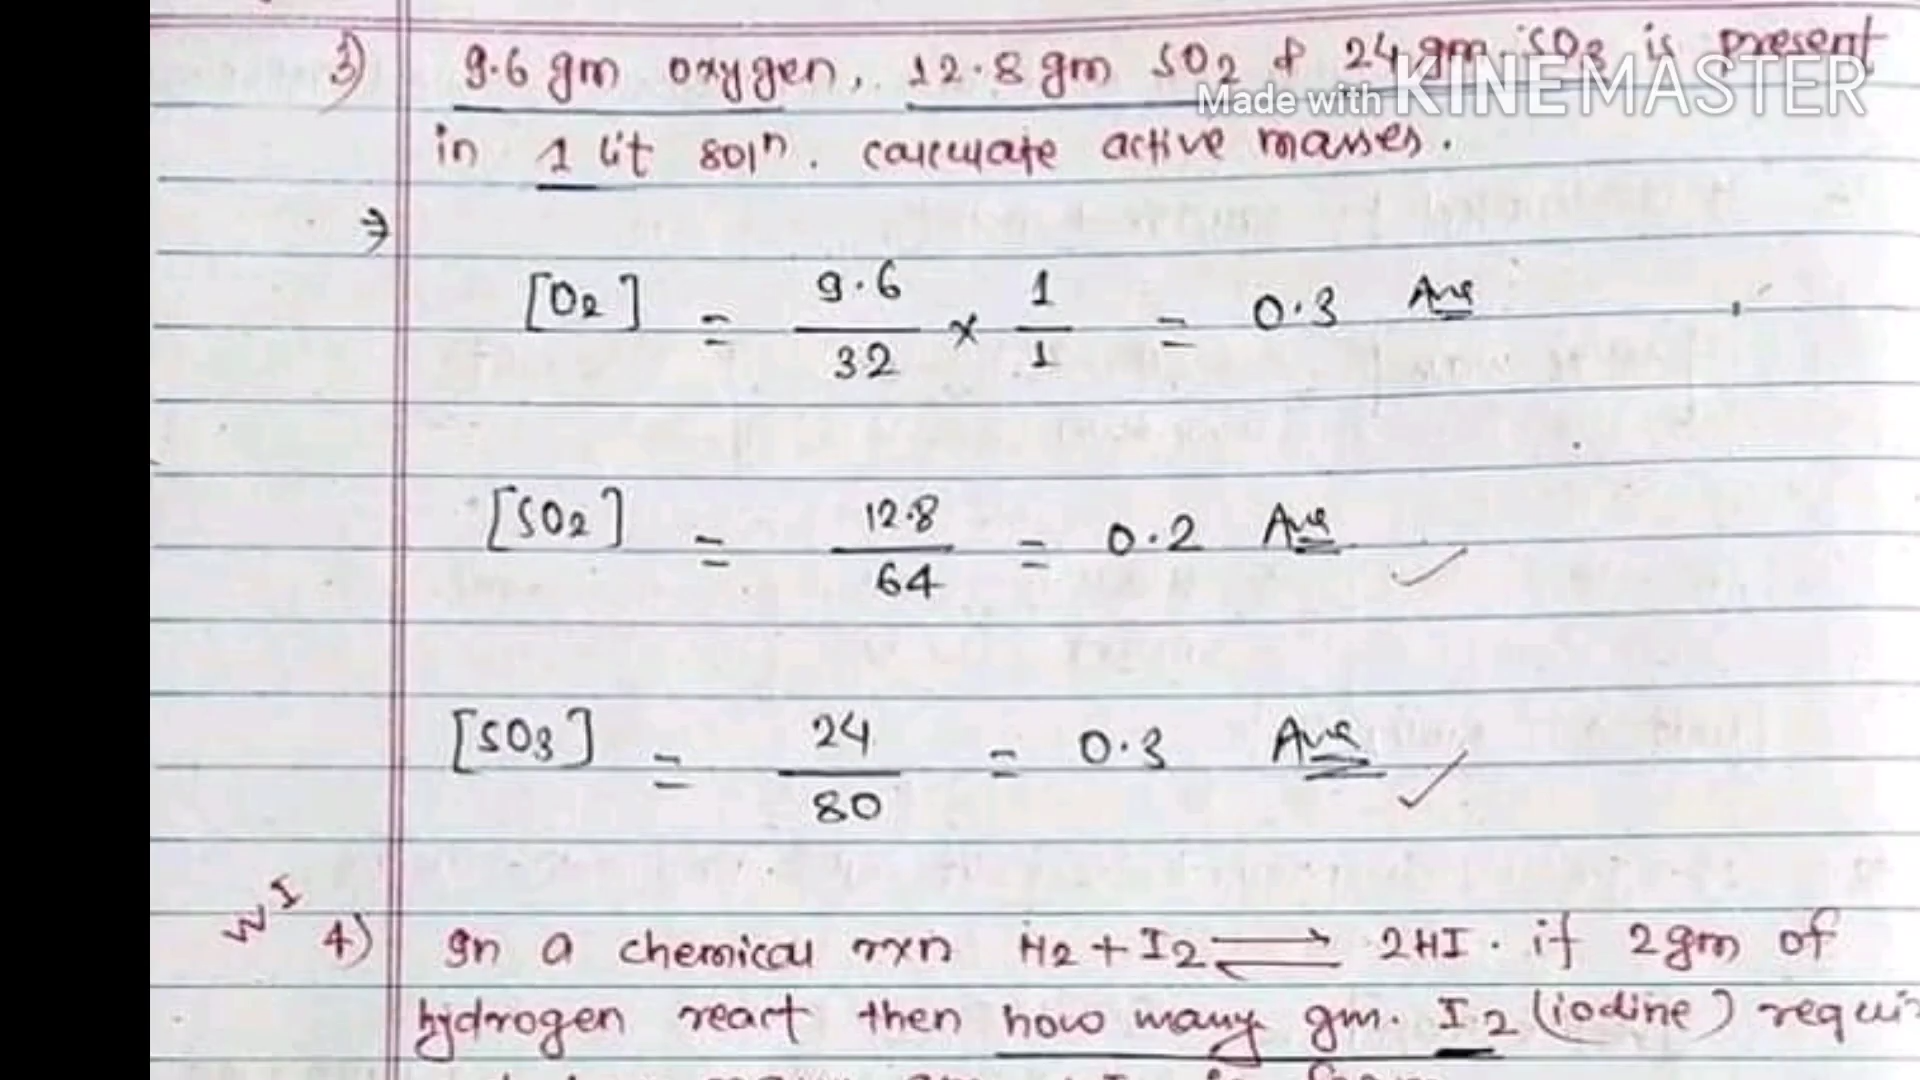 3) 9.6 gm oxygen, 12.8 gm SO2 & 24 gm SO3 is present
Made with KINEMASTER
in 1 lit solⁿ. calculate active masses.
⇒
[O2] = 9.6/32 × 1/1 = 0.3 Ans
[SO2] = 12.8/64 = 0.2 Ans ✓
[SO3] = 24/80 = 0.3 Ans ✓
4) In a chemical rxn H2 + I2 ⇌ 2HI. if 2gm of
hydrogen react then how many gm. I2 (iodine)